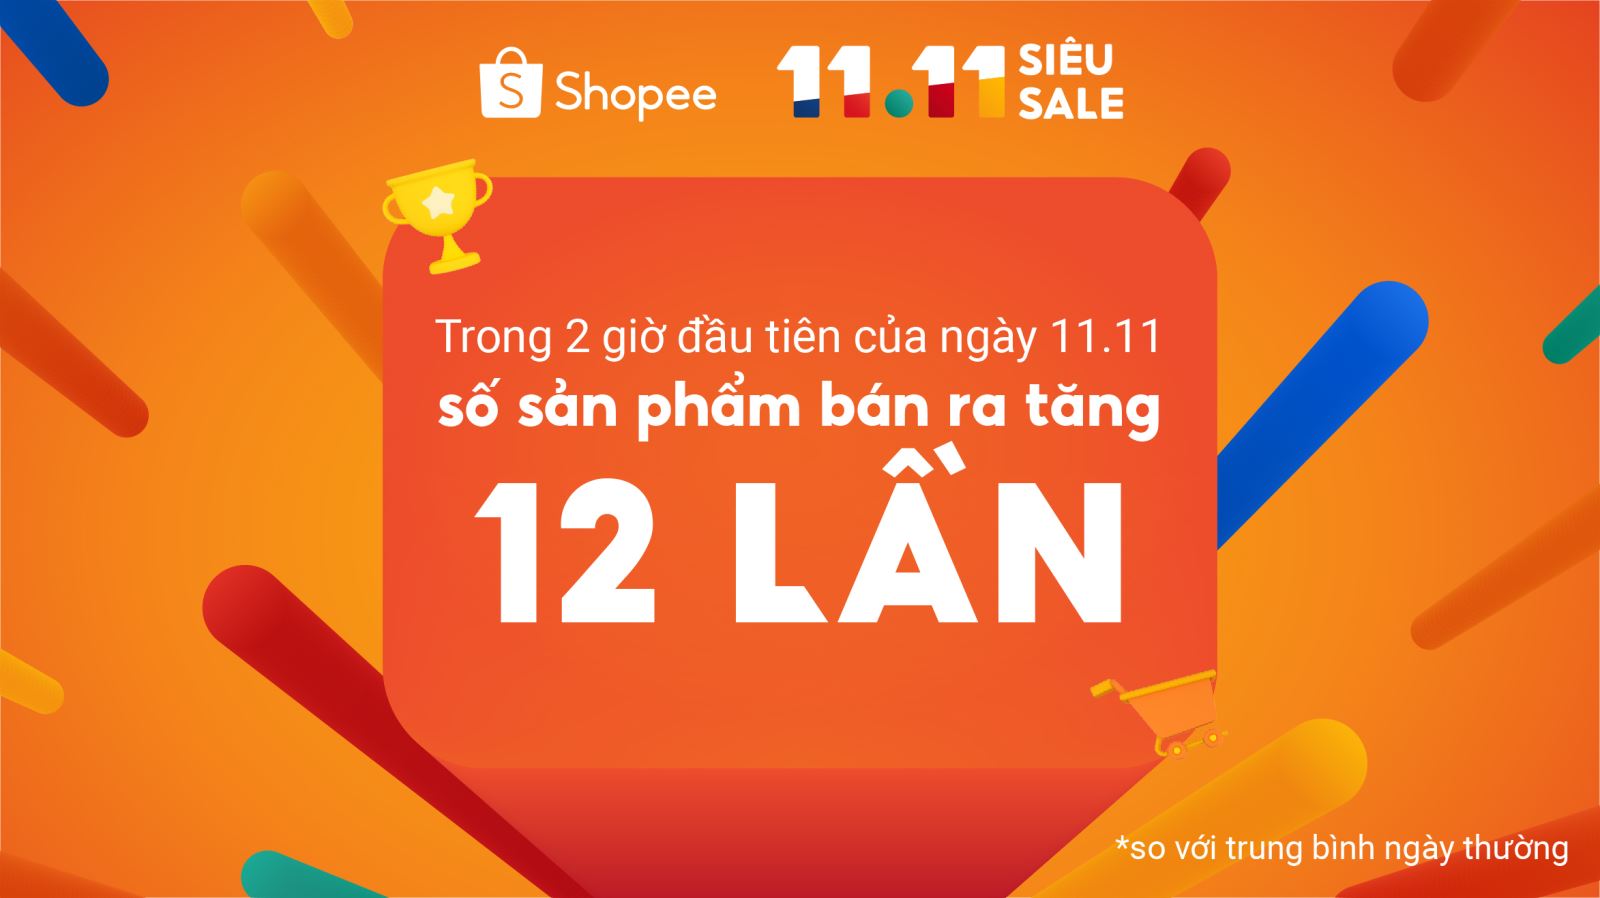 Shopee
11.11 SIÊU
SALE
Trong 2 giờ đầu tiên của ngày 11.11
số sản phẩm bán ra tăng
12 LẦN
*so với trung bình ngày thường